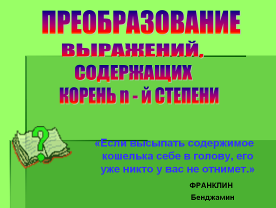 ПРЕОБРАЗОВАНИЕ
ВЫРАЖЕНИЙ,
СОДЕРЖАЩИХ
КОРЕНЬ n - й СТЕПЕНИ
«Если высыпать содержимое
кошелька себе в голову, его
уже никто у вас не отнимет.»
ФРАНКЛИН
Бенджамин